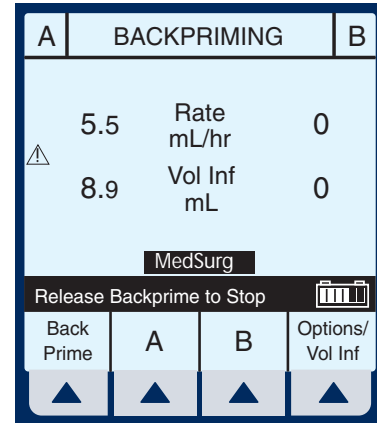 A BACKPRIMING B
5.5 Rate mL/hr 0
8.9 Vol Inf mL 0
MedSurg
Release Backprime to Stop
Back Prime A B Options/ Vol Inf